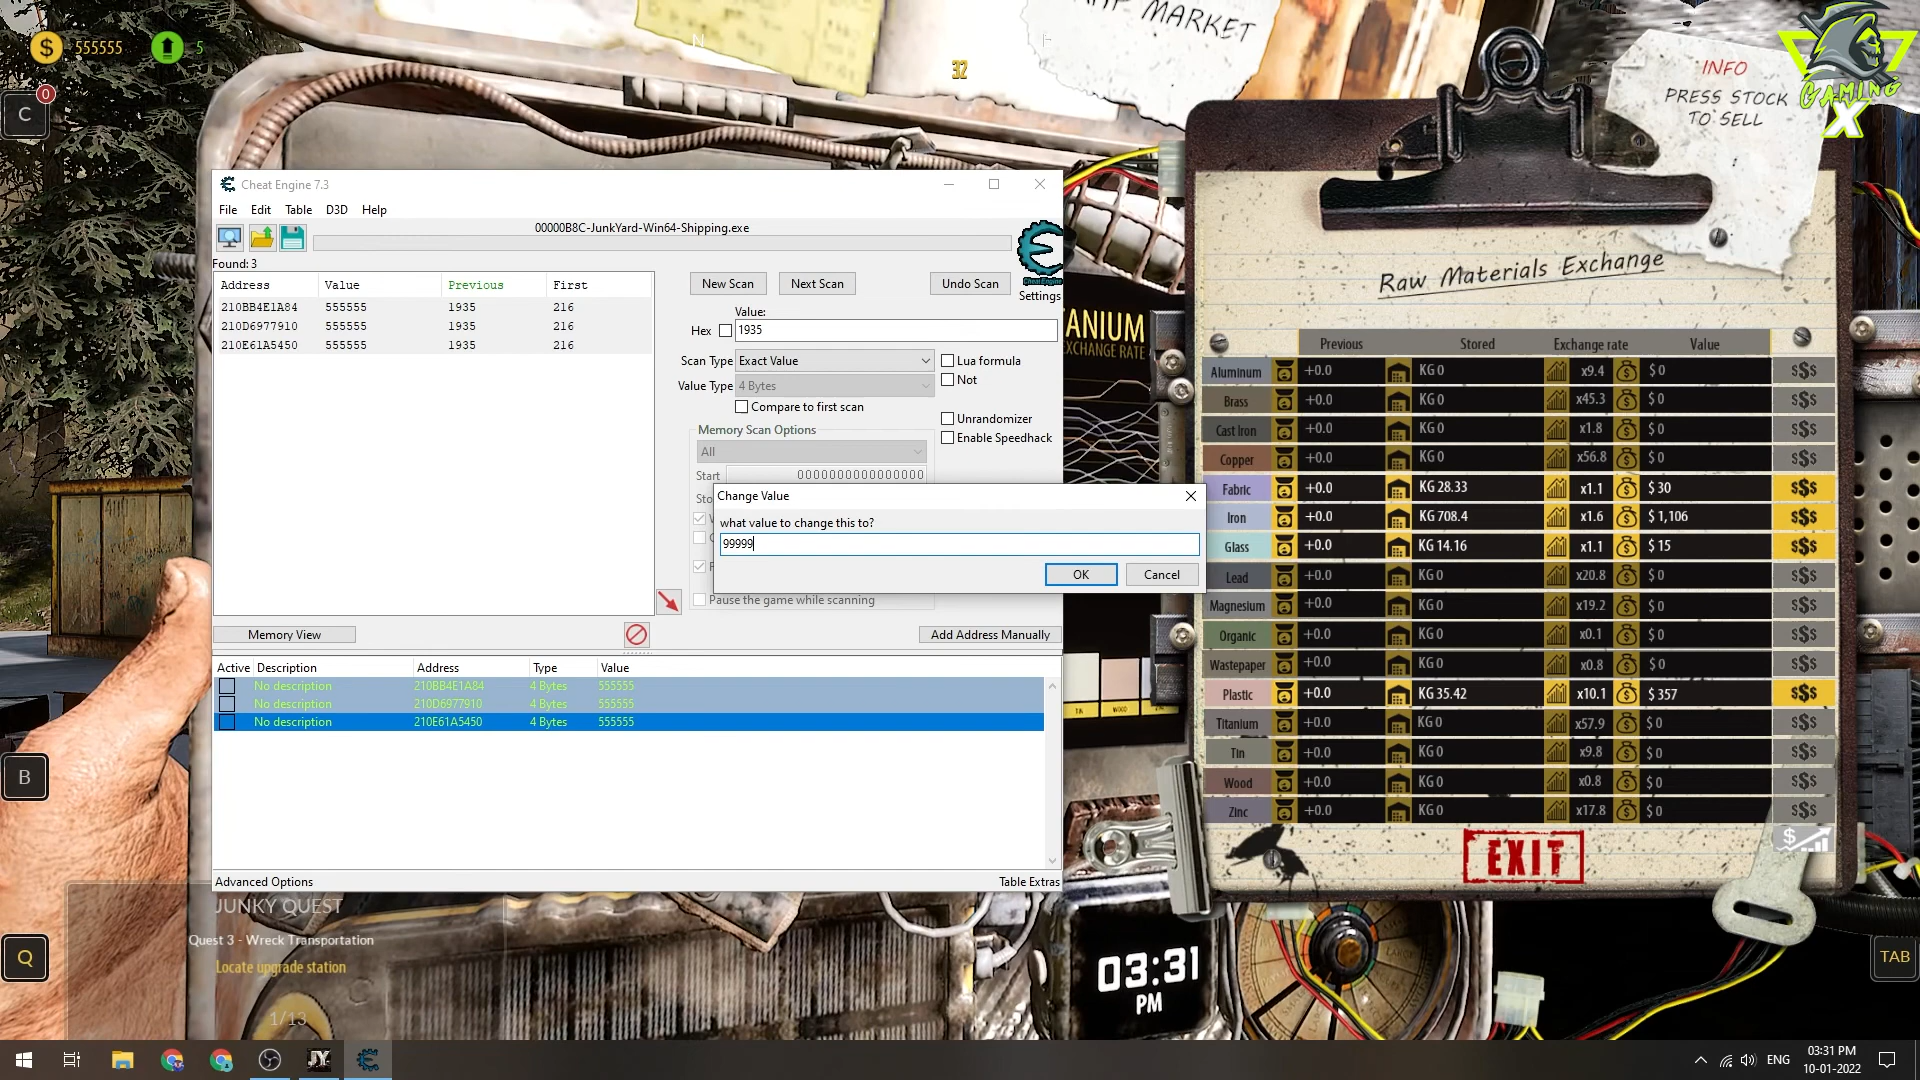 $ 555555 5
C 0
N
32
MARKET
INFO
PRESS STOCK
TO SELL
GAMING
X
Cheat Engine 7.3
File Edit Table D3D Help
00000B8C-JunkYard-Win64-Shipping.exe
Found: 3
Cheat Engine
Settings
Address Value Previous First
210BB4E1A84 555555 1935 216
210D6977910 555555 1935 216
210E61A5450 555555 1935 216
New Scan Next Scan Undo Scan
Value:
Hex 1935
Scan Type Exact Value
Lua formula
Value Type 4 Bytes
Not
Compare to first scan
Unrandomizer
Memory Scan Options
Enable Speedhack
All
Start 0000000000000000
Change Value
what value to change this to?
99999
OK Cancel
Pause the game while scanning
Memory View Add Address Manually
Active Description Address Type Value
No description 210BB4E1A84 4 Bytes 555555
No description 210D6977910 4 Bytes 555555
No description 210E61A5450 4 Bytes 555555
Advanced Options Table Extras
TANIUM
EXCHANGE RATE
TIN WOOD
Raw Materials Exchange
Previous Stored Exchange rate Value
Aluminum +0.0 KG 0 x9.4 $ 0 $$$
Brass +0.0 KG 0 x45.3 $ 0 $$$
Cast Iron +0.0 KG 0 x1.8 $ 0 $$$
Copper +0.0 KG 0 x56.8 $ 0 $$$
Fabric +0.0 KG 28.33 x1.1 $ 30 $$$
Iron +0.0 KG 708.4 x1.6 $ 1,106 $$$
Glass +0.0 KG 14.16 x1.1 $ 15 $$$
Lead +0.0 KG 0 x20.8 $ 0 $$$
Magnesium +0.0 KG 0 x19.2 $ 0 $$$
Organic +0.0 KG 0 x0.1 $ 0 $$$
Wastepaper +0.0 KG 0 x0.8 $ 0 $$$
Plastic +0.0 KG 35.42 x10.1 $ 357 $$$
Titanium +0.0 KG 0 x57.9 $ 0 $$$
Tin +0.0 KG 0 x9.8 $ 0 $$$
Wood +0.0 KG 0 x0.8 $ 0 $$$
Zinc +0.0 KG 0 x17.8 $ 0 $$$
$
EXIT
B
JUNKY QUEST
Quest 3 - Wreck Transportation
Locate upgrade station
1/13
Q
03:31
PM
TAB
JY
ENG
03:31 PM
10-01-2022